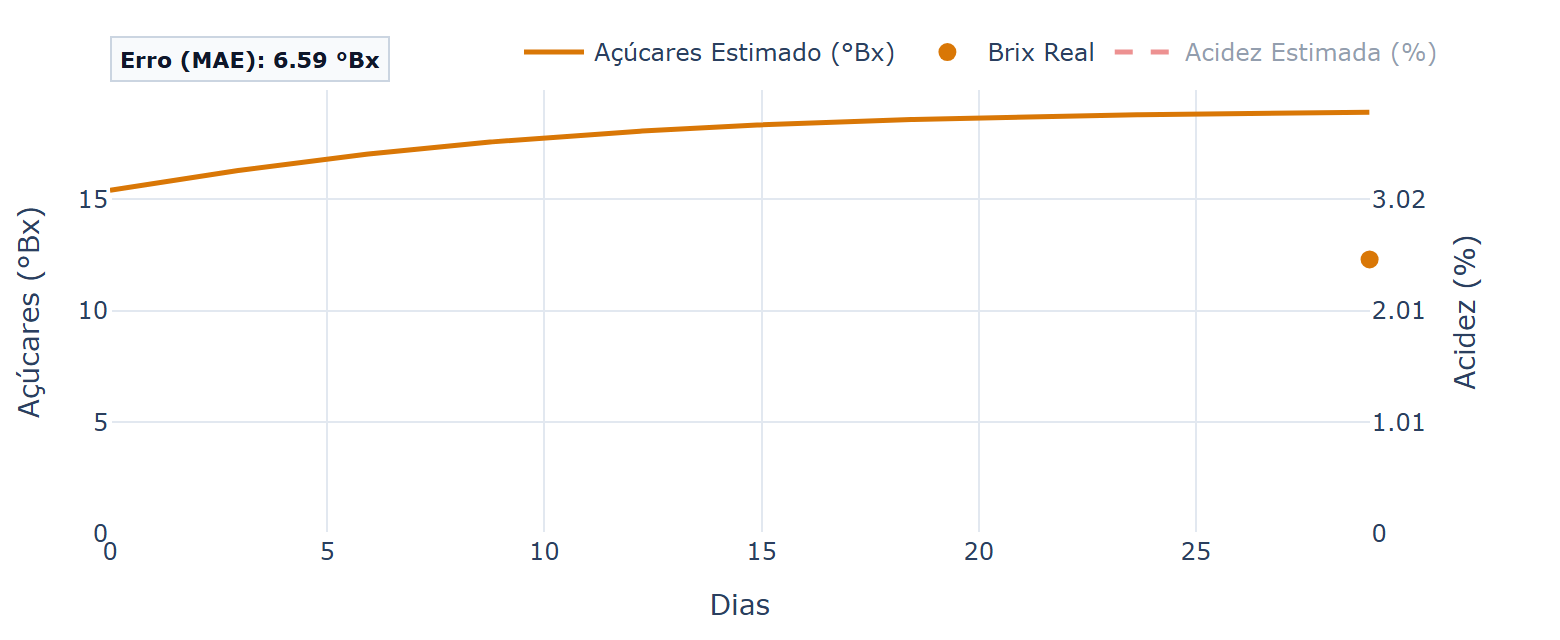 Erro (MAE): 6.59 ºBx
Açúcares Estimado (°Bx)
Brix Real
Acidez Estimada (%)
Açúcares (°Bx)
15
10
5
0
3.02
2.01
1.01
0
Acidez (%)
0 5 10 15 20 25
Dias